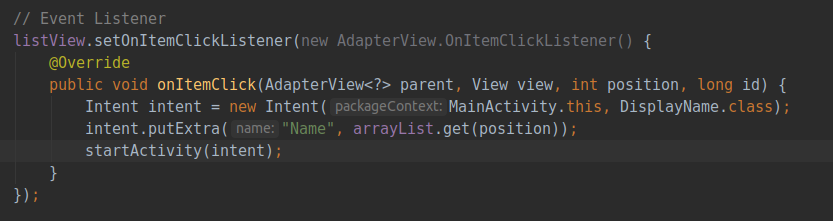 // Event Listener
listView.setOnItemClickListener(new AdapterView.OnItemClickListener() {
@Override
public void onItemClick(AdapterView<?> parent, View view, int position, long id) {
Intent intent = new Intent( packageContext: MainActivity.this, DisplayName.class);
intent.putExtra( name: "Name", arrayList.get(position));
startActivity(intent);
}
});